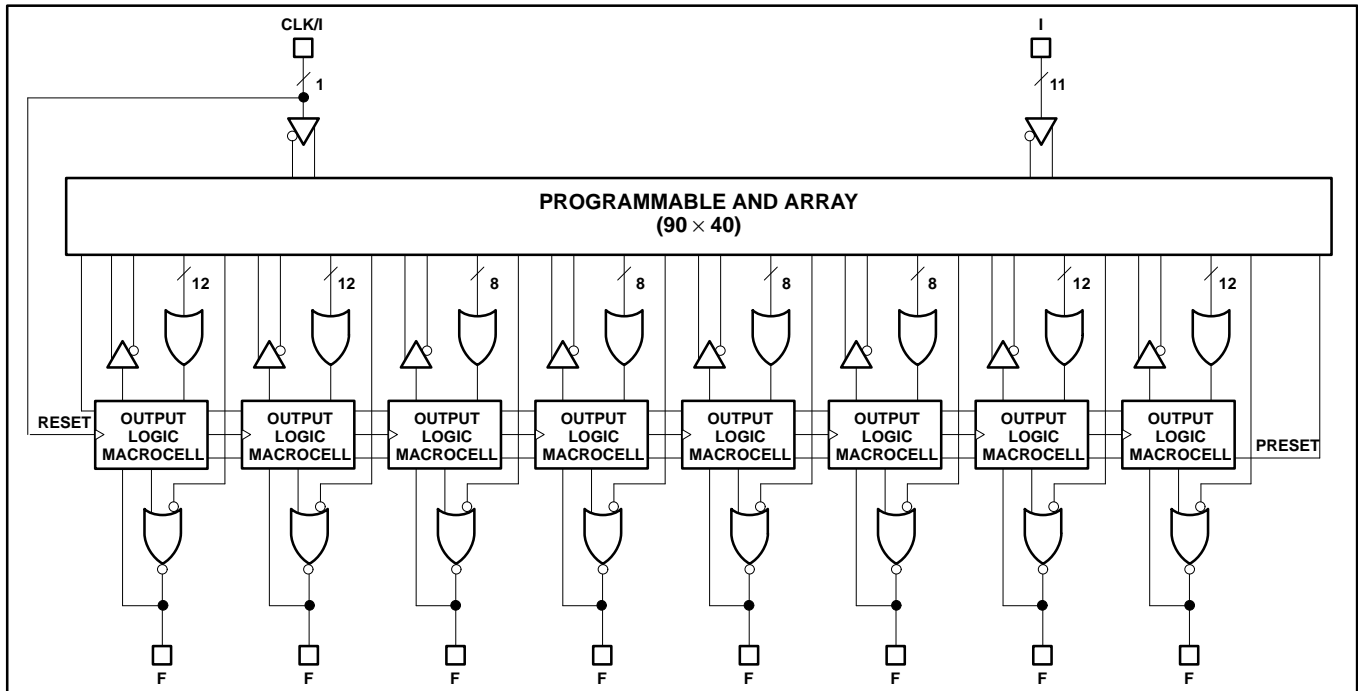 CLK/I
I
1
11
PROGRAMMABLE AND ARRAY
(90 × 40)
12
12
8
8
8
8
12
12
RESET
OUTPUT
LOGIC
MACROCELL
OUTPUT
LOGIC
MACROCELL
OUTPUT
LOGIC
MACROCELL
OUTPUT
LOGIC
MACROCELL
OUTPUT
LOGIC
MACROCELL
OUTPUT
LOGIC
MACROCELL
OUTPUT
LOGIC
MACROCELL
OUTPUT
LOGIC
MACROCELL
PRESET
F
F
F
F
F
F
F
F